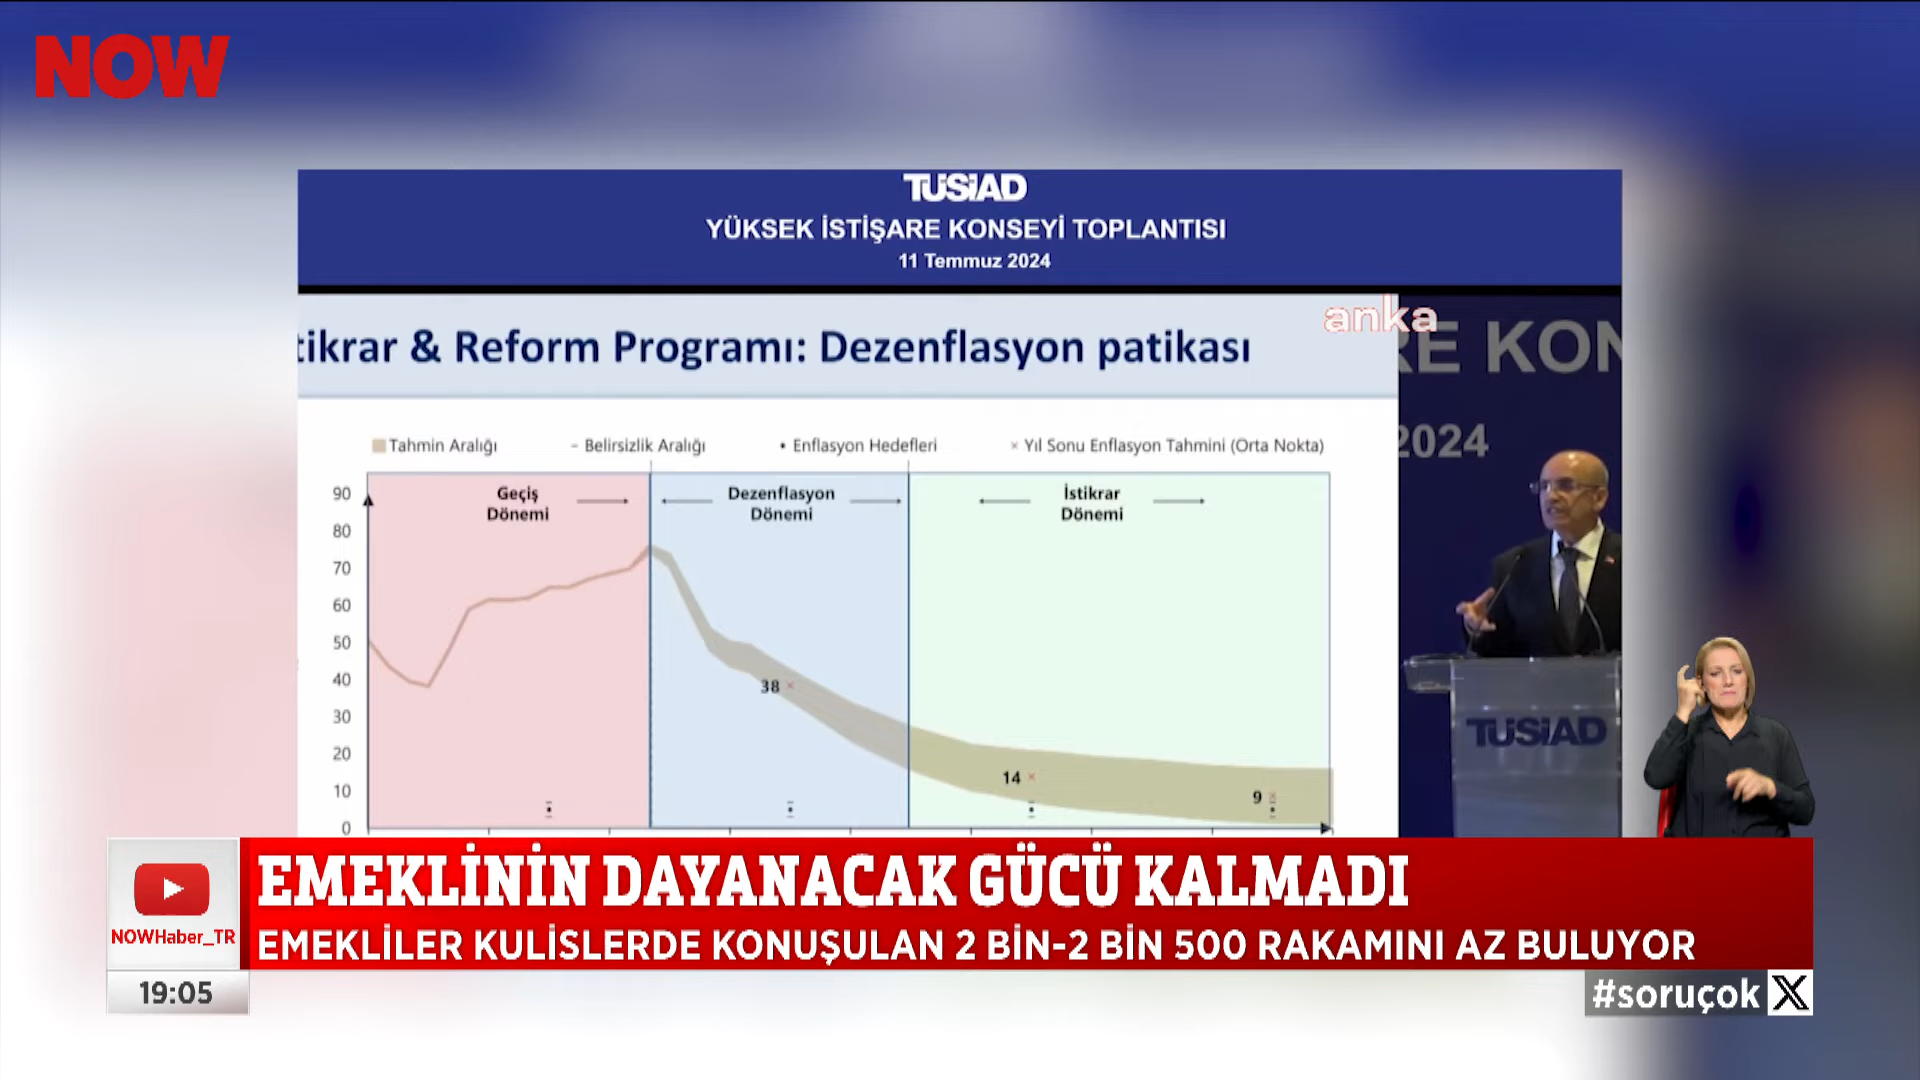 NOW
TÜSİAD
YÜKSEK İSTİŞARE KONSEYİ TOPLANTISI
11 Temmuz 2024
anka
tikrar & Reform Programı: Dezenflasyon patikası
RE KON
2024
Tahmin Aralığı
Belirsizlik Aralığı
Enflasyon Hedefleri
Yıl Sonu Enflasyon Tahmini (Orta Nokta)
Geçiş
Dönemi
Dezenflasyon
Dönemi
İstikrar
Dönemi
90
80
70
60
50
40
30
20
10
0
38
14
9
TÜSİAD
EMEKLİNİN DAYANACAK GÜCÜ KALMADI
NOWHaber_TR
EMEKLİLER KULİSLERDE KONUŞULAN 2 BİN-2 BİN 500 RAKAMINI AZ BULUYOR
19:05
#soruçok X